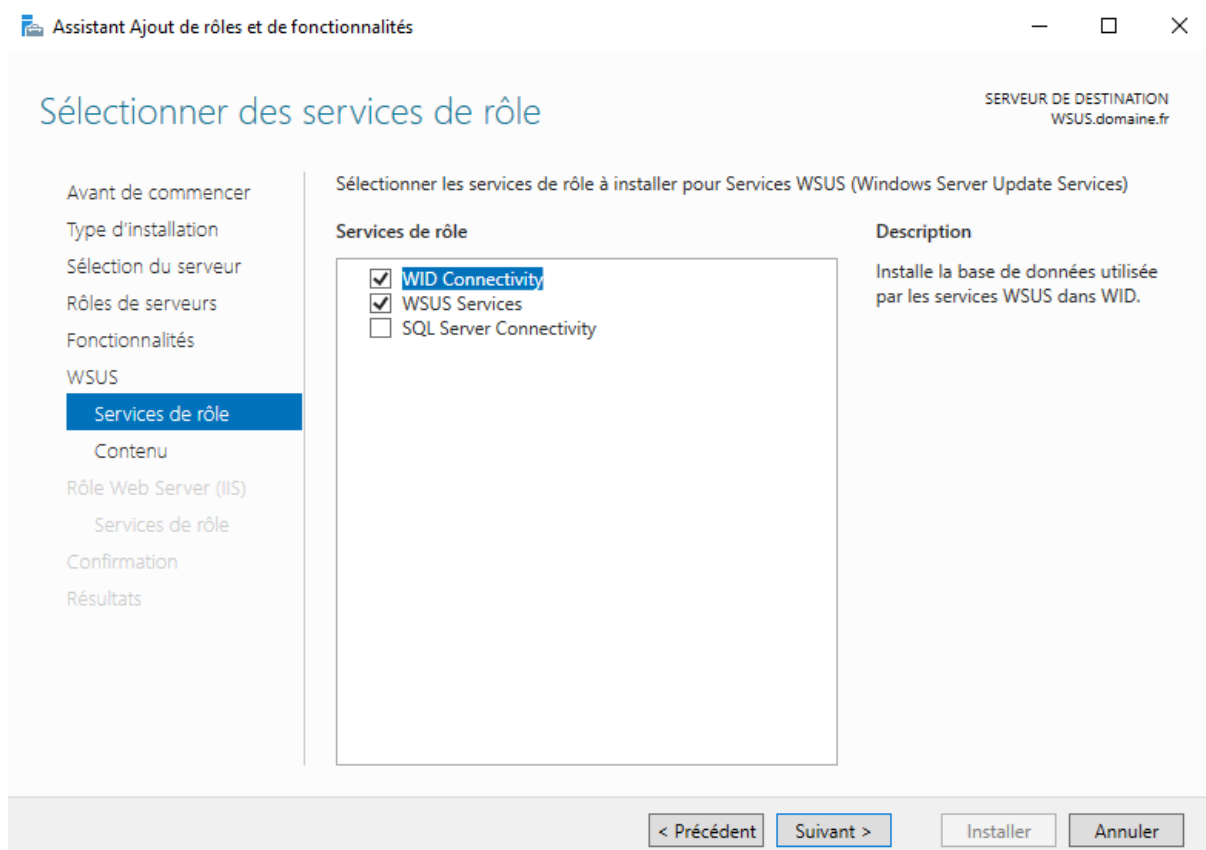 Assistant Ajout de rôles et de fonctionnalités
Sélectionner des services de rôle
SERVEUR DE DESTINATION
WSUS.domaine.fr
Avant de commencer
Type d'installation
Sélection du serveur
Rôles de serveurs
Fonctionnalités
WSUS
Services de rôle
Contenu
Rôle Web Server (IIS)
Services de rôle
Confirmation
Résultats
Sélectionner les services de rôle à installer pour Services WSUS (Windows Server Update Services)
Services de rôle
WID Connectivity
WSUS Services
SQL Server Connectivity
Description
Installe la base de données utilisée
par les services WSUS dans WID.
< Précédent
Suivant >
Installer
Annuler